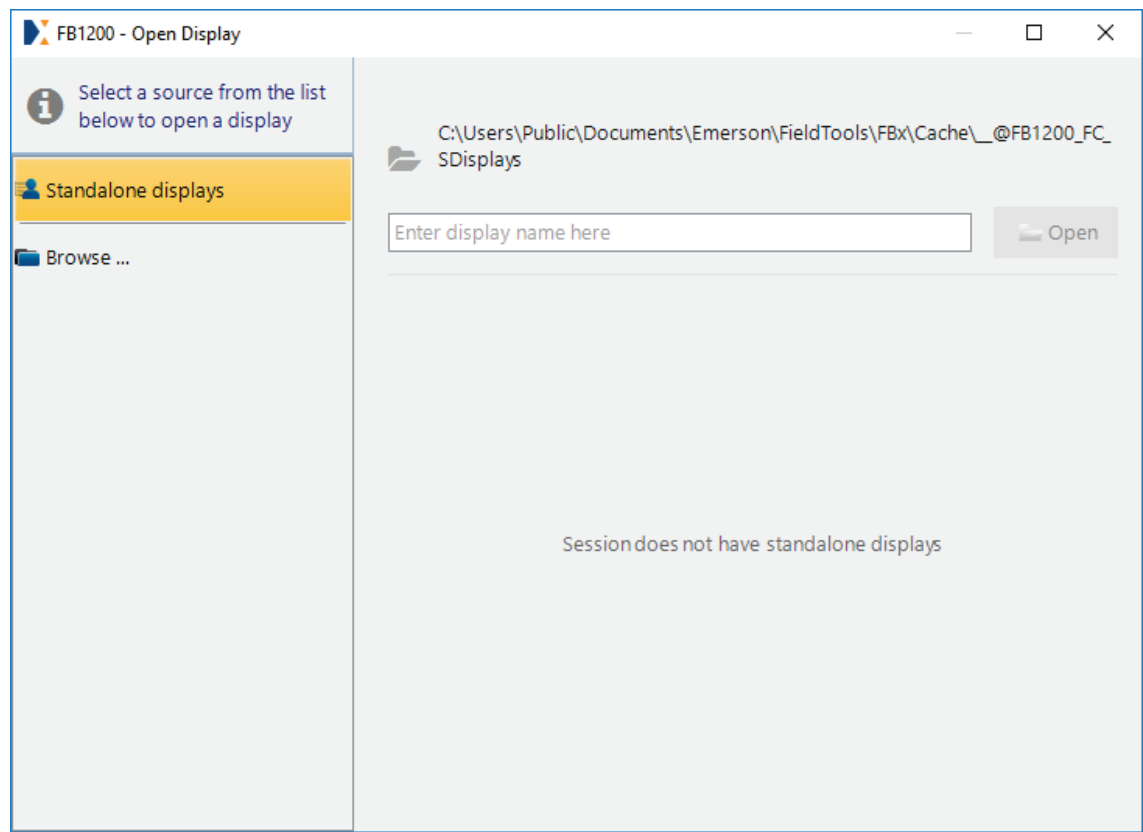 FB1200 - Open Display
Select a source from the list
below to open a display
Standalone displays
Browse ...
C:\Users\Public\Documents\Emerson\FieldTools\FBx\Cache\__@FB1200_FC_
SDisplays
Enter display name here
Open
Session does not have standalone displays